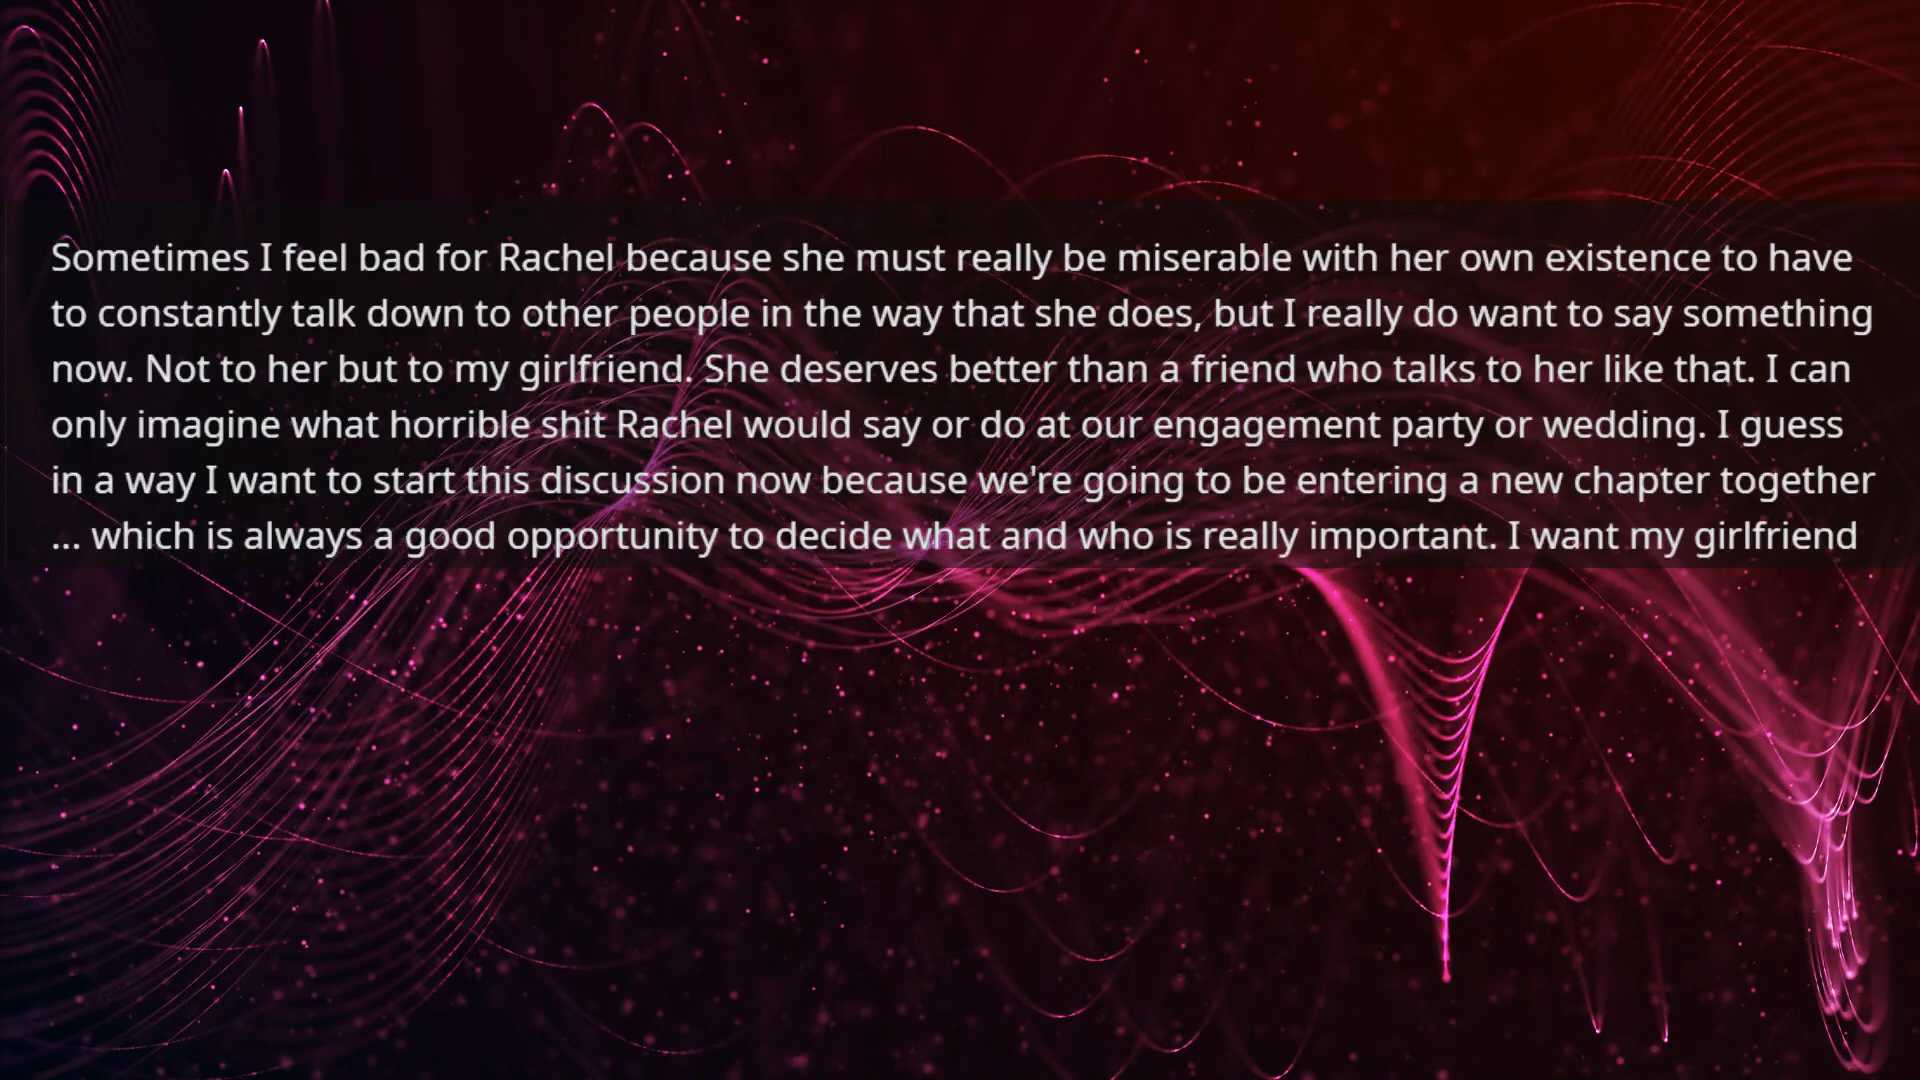 Sometimes I feel bad for Rachel because she must really be miserable with her own existence to have
to constantly talk down to other people in the way that she does, but I really do want to say something
now. Not to her but to my girlfriend. She deserves better than a friend who talks to her like that. I can
only imagine what horrible shit Rachel would say or do at our engagement party or wedding. I guess
in a way I want to start this discussion now because we're going to be entering a new chapter together
... which is always a good opportunity to decide what and who is really important. I want my girlfriend